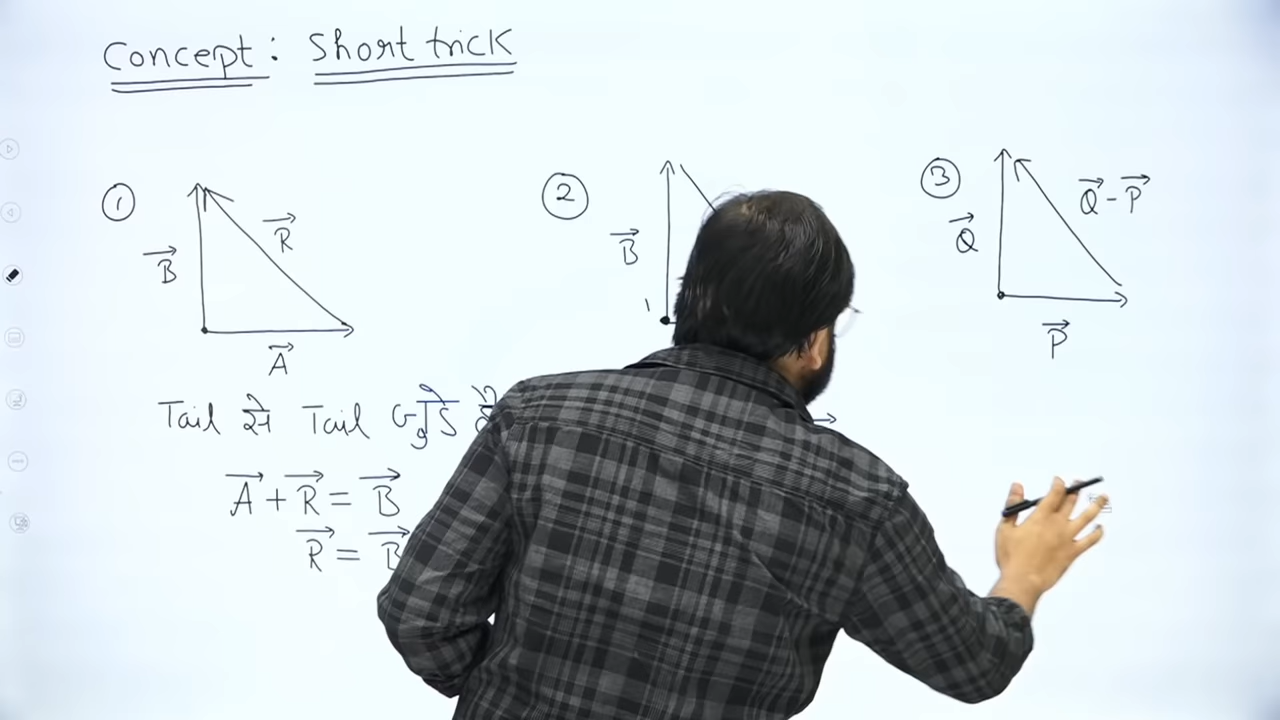 Concept: Short trick
①
B⃗
R⃗
A⃗
②
B⃗
③
Q⃗
Q⃗ - P⃗
P⃗
Tail से Tail जुड़े
A⃗ + R⃗ = B⃗
R⃗ = B⃗